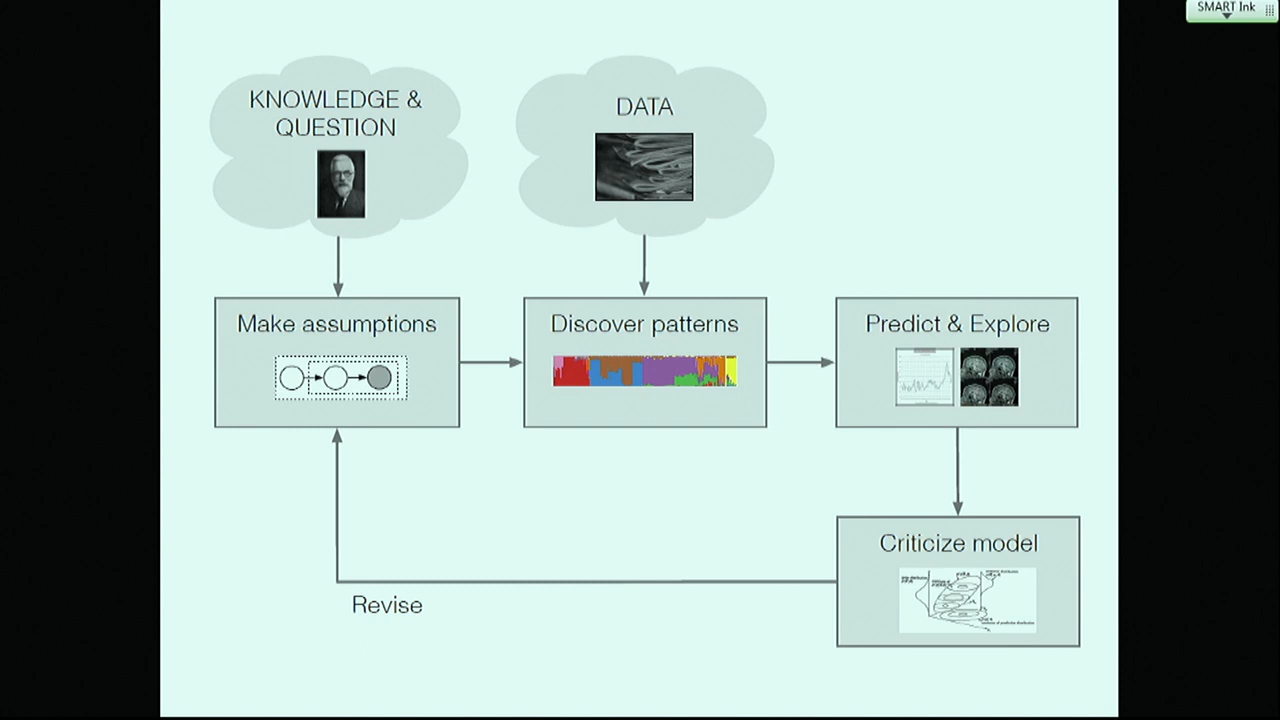 SMART Ink
KNOWLEDGE &
QUESTION
DATA
Make assumptions
Discover patterns
Predict & Explore
Criticize model
Revise